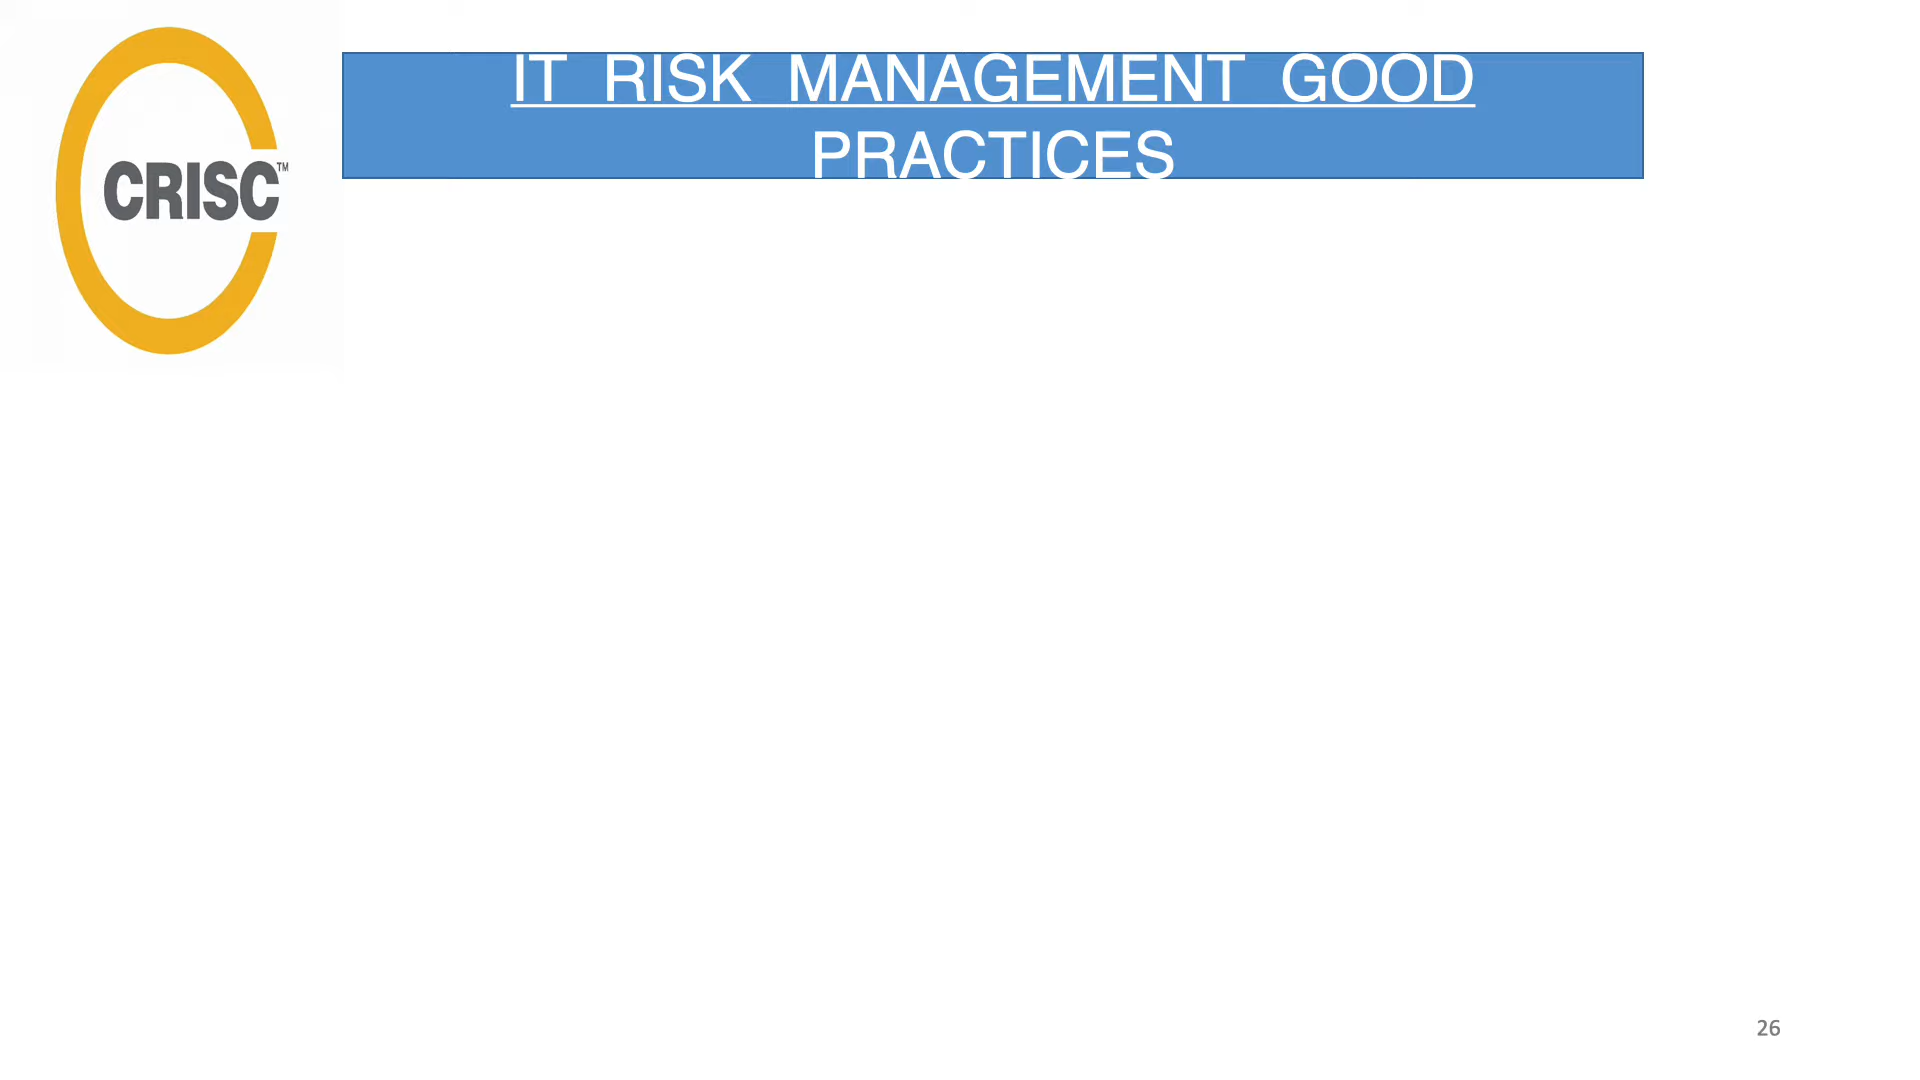 IT RISK MANAGEMENT GOOD
PRACTICES
CRISC™
26